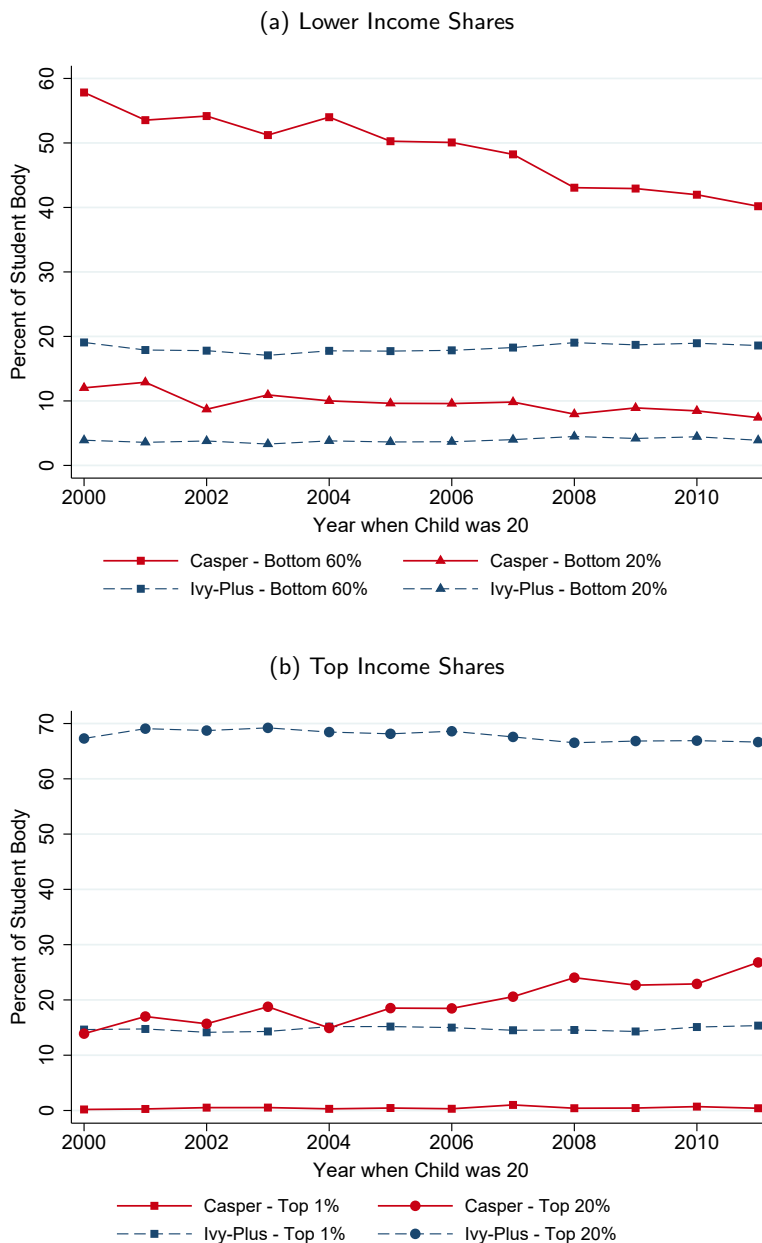 (a) Lower Income Shares
Percent of Student Body
60
50
40
30
20
10
0
2000 2002 2004 2006 2008 2010
Year when Child was 20
Casper - Bottom 60% Casper - Bottom 20%
Ivy-Plus - Bottom 60% Ivy-Plus - Bottom 20%
(b) Top Income Shares
Percent of Student Body
70
60
50
40
30
20
10
0
2000 2002 2004 2006 2008 2010
Year when Child was 20
Casper - Top 1% Casper - Top 20%
Ivy-Plus - Top 1% Ivy-Plus - Top 20%